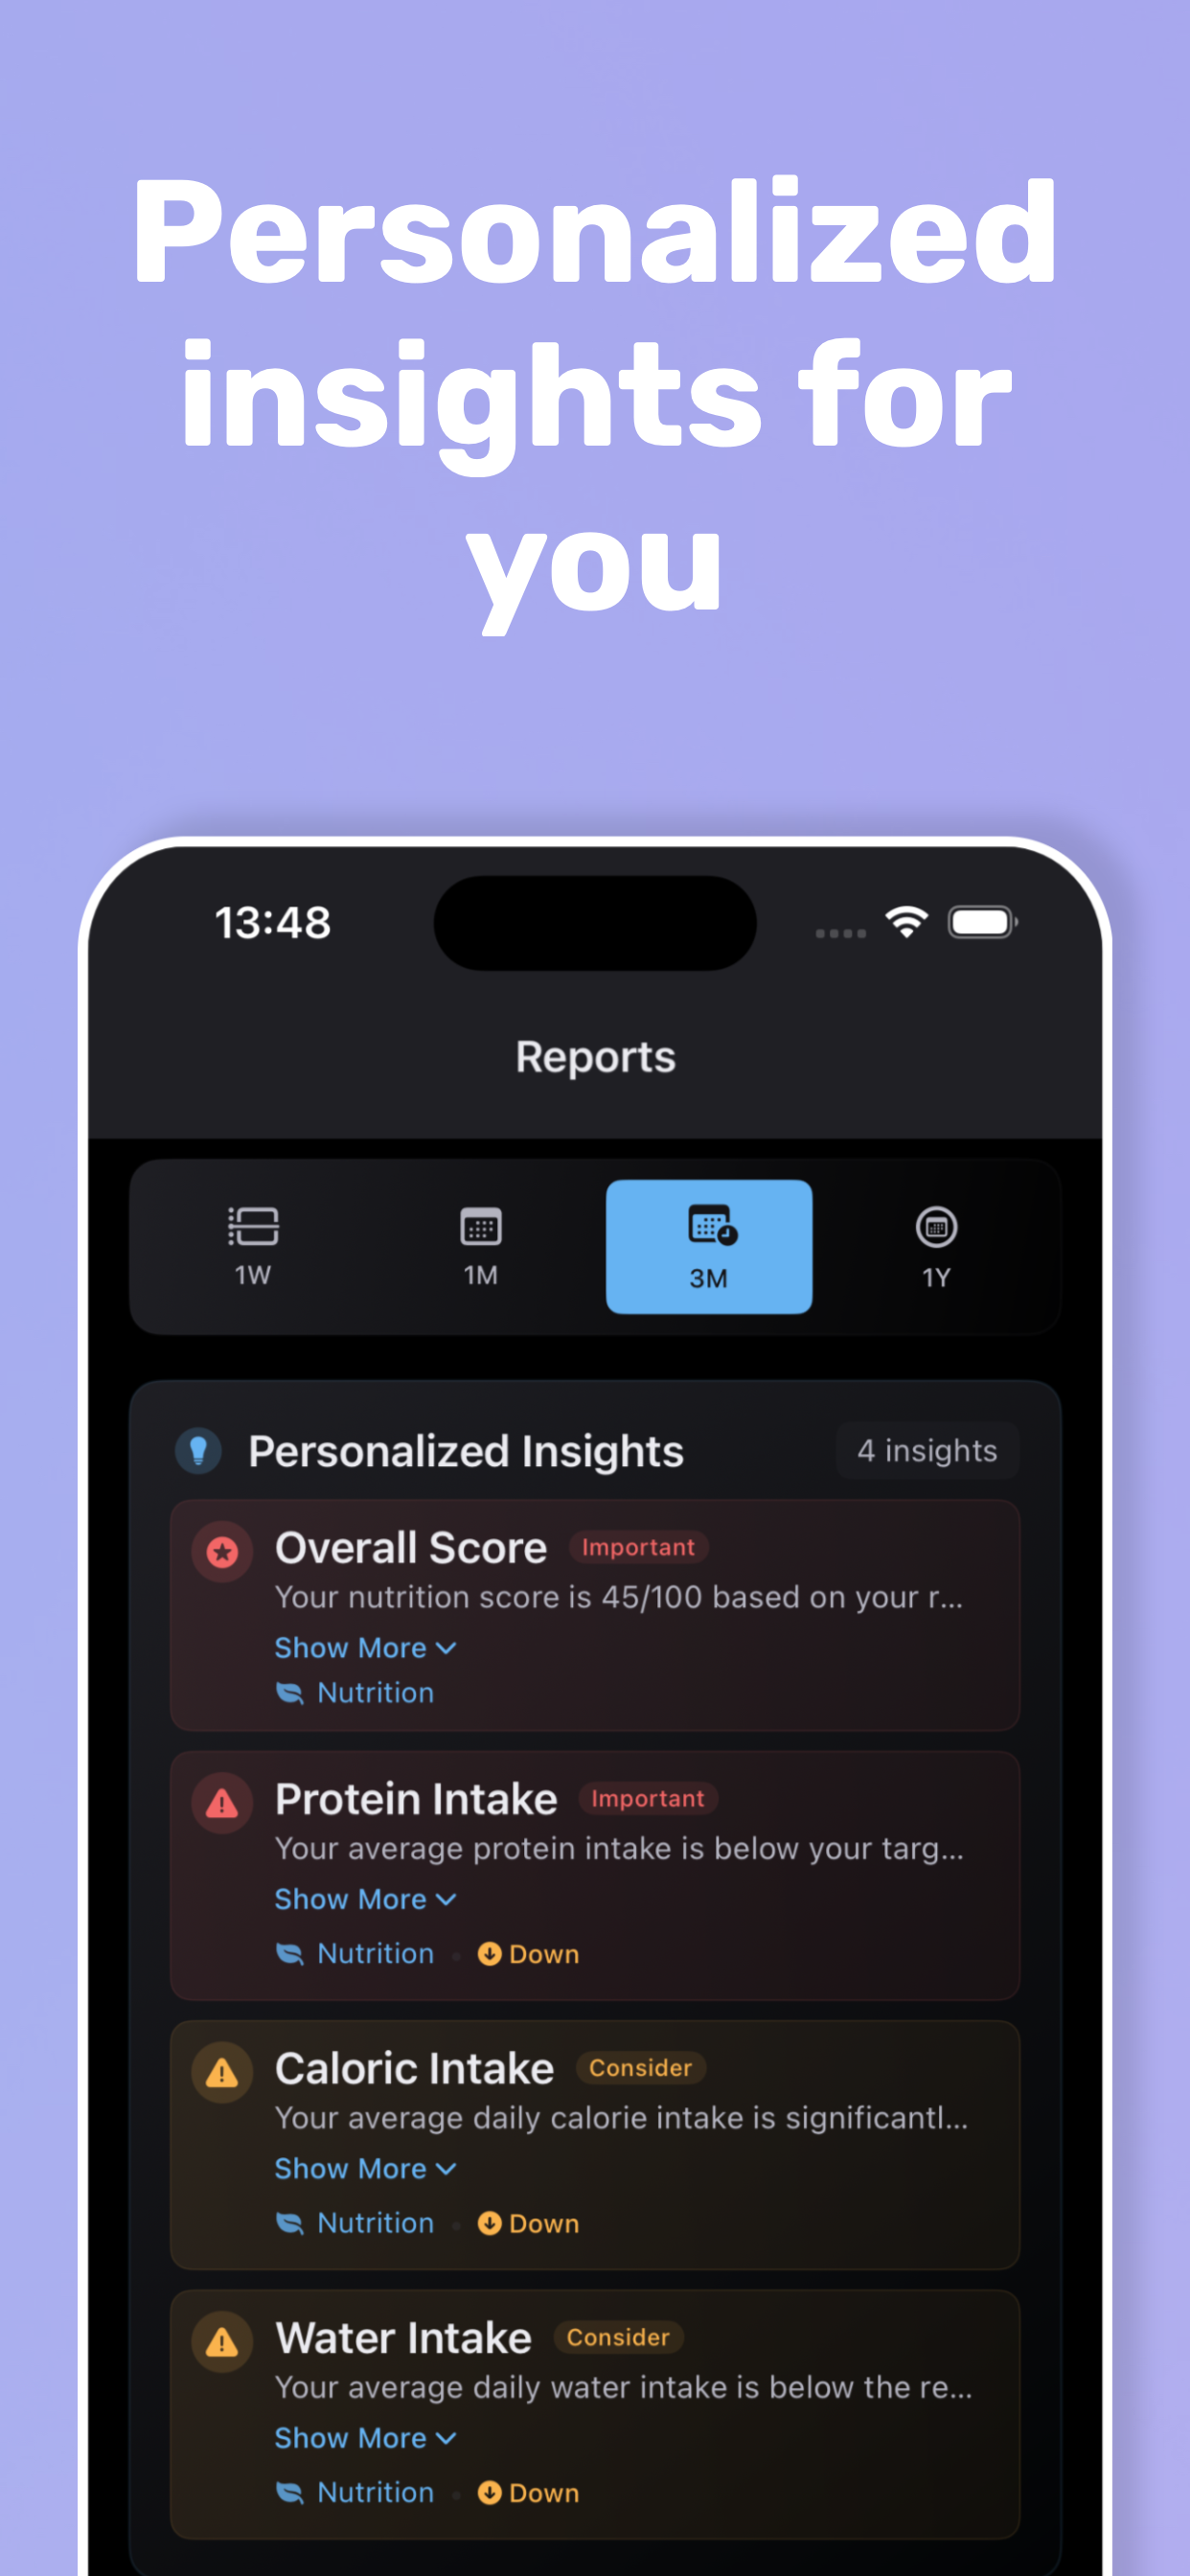 Personalized
insights for
you
13:48
Reports
1W
1M
3M
1Y
Personalized Insights
4 insights
Overall Score
Important
Your nutrition score is 45/100 based on your r...
Show More
Nutrition
Protein Intake
Important
Your average protein intake is below your targ...
Show More
Nutrition
Down
Caloric Intake
Consider
Your average daily calorie intake is significantl...
Show More
Nutrition
Down
Water Intake
Consider
Your average daily water intake is below the re...
Show More
Nutrition
Down